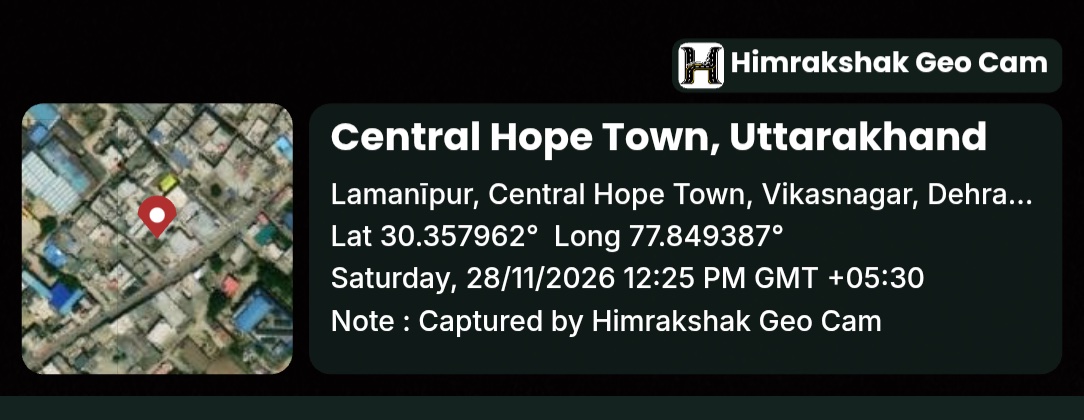 Himrakshak Geo Cam
Central Hope Town, Uttarakhand
Lamanīpur, Central Hope Town, Vikasnagar, Dehra...
Lat 30.357962° Long 77.849387°
Saturday, 28/11/2026 12:25 PM GMT +05:30
Note : Captured by Himrakshak Geo Cam